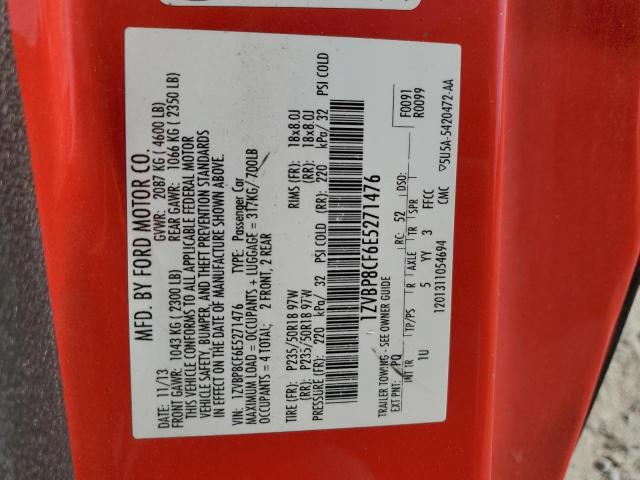 MFD. BY FORD MOTOR CO.
DATE: 11/13 GVWR: 2087 KG ( 4600 LB)
FRONT GAWR: 1043 KG ( 2300 LB) REAR GAWR: 1066 KG ( 2350 LB)
THIS VEHICLE CONFORMS TO ALL APPLICABLE FEDERAL MOTOR
VEHICLE SAFETY, BUMPER, AND THEFT PREVENTION STANDARDS
IN EFFECT ON THE DATE OF MANUFACTURE SHOWN ABOVE.
VIN: 1ZVBP8CF6E5271476 TYPE: Passenger Car
MAXIMUM LOAD = OCCUPANTS + LUGGAGE = 317KG/ 700LB
OCCUPANTS = 4 TOTAL; 2 FRONT, 2 REAR
TIRE (FR): P235/50R18 97W RIMS (FR): 18x8.0J
(RR): P235/50R18 97W (RR): 18x8.0J
PRESSURE (FR): 220 kPa/ 32 PSI COLD (RR): 220 kPa/ 32 PSI COLD
1ZVBP8CF6E5271476
TRAILER TOWING - SEE OWNER GUIDE
EXT PNT: PQ RC: 52 DSO: F0091
R0099
INT TR TP/PS R AXLE TR SPR
1U 5 YY 3 FFCC
1201311054694 CMC ▽5U5A-5420472-AA